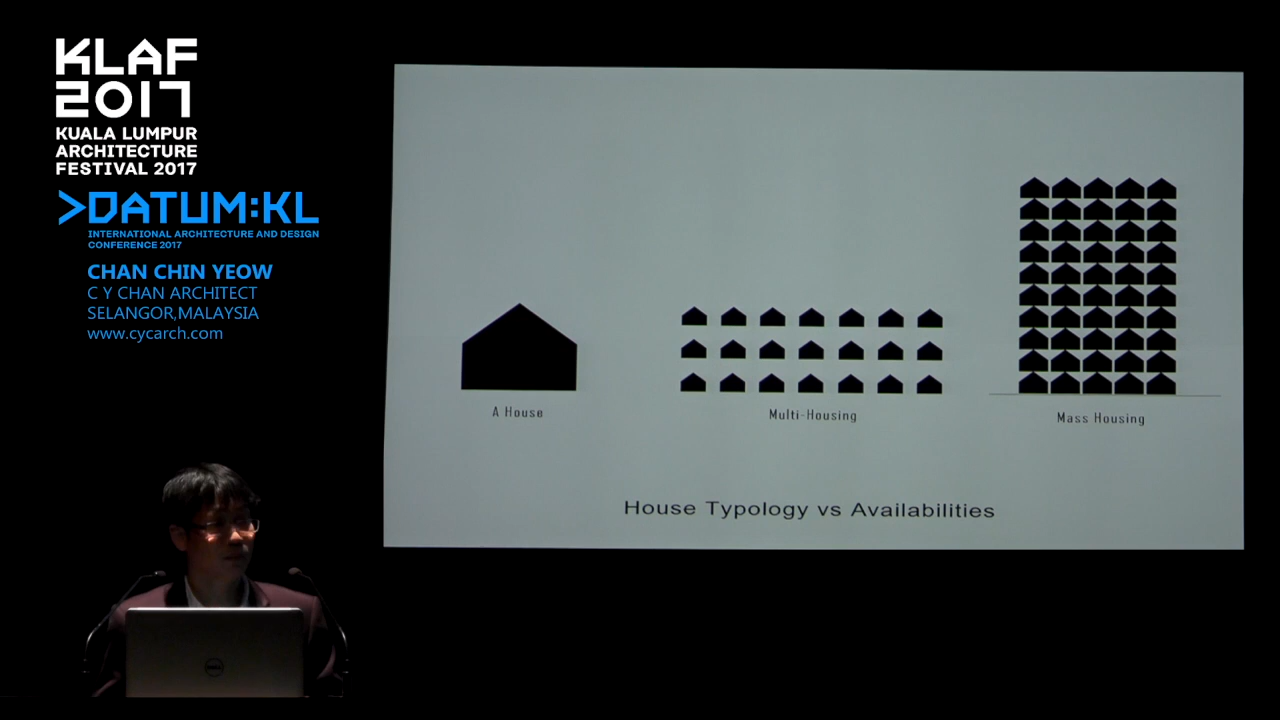 KLAF
2017
KUALA LUMPUR
ARCHITECTURE
FESTIVAL 2017
>DATUM:KL
INTERNATIONAL ARCHITECTURE AND DESIGN
CONFERENCE 2017
CHAN CHIN YEOW
C Y CHAN ARCHITECT
SELANGOR,MALAYSIA
www.cycarch.com
A House
Multi-Housing
Mass Housing
House Typology vs Availabilities
DELL